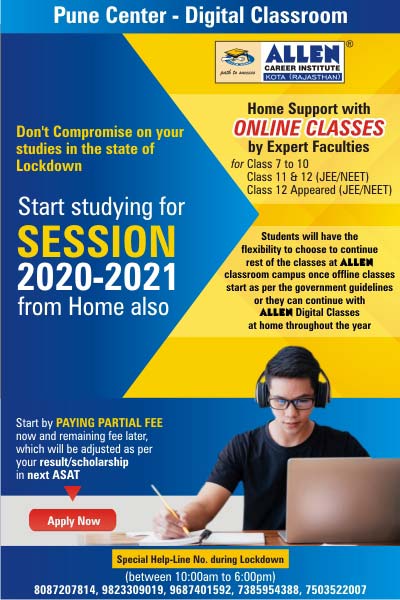 Pune Center - Digital Classroom
path to success
ALLEN®
CAREER INSTITUTE
KOTA (RAJASTHAN)
Don't Compromise on your
studies in the state of
Lockdown
Start studying for
SESSION
2020-2021
from Home also
Home Support with
ONLINE CLASSES
by Expert Faculties
for Class 7 to 10
Class 11 & 12 (JEE/NEET)
Class 12 Appeared (JEE/NEET)
Students will have the
flexibility to choose to continue
rest of the classes at ALLEN
classroom campus once offline classes
start as per the government guidelines
or they can continue with
ALLEN Digital Classes
at home throughout the year
Start by PAYING PARTIAL FEE
now and remaining fee later,
which will be adjusted as per
your result/scholarship
in next ASAT
Apply Now
Special Help-Line No. during Lockdown
(between 10:00am to 6:00pm)
8087207814, 9823309019, 9687401592, 7385954388, 7503522007